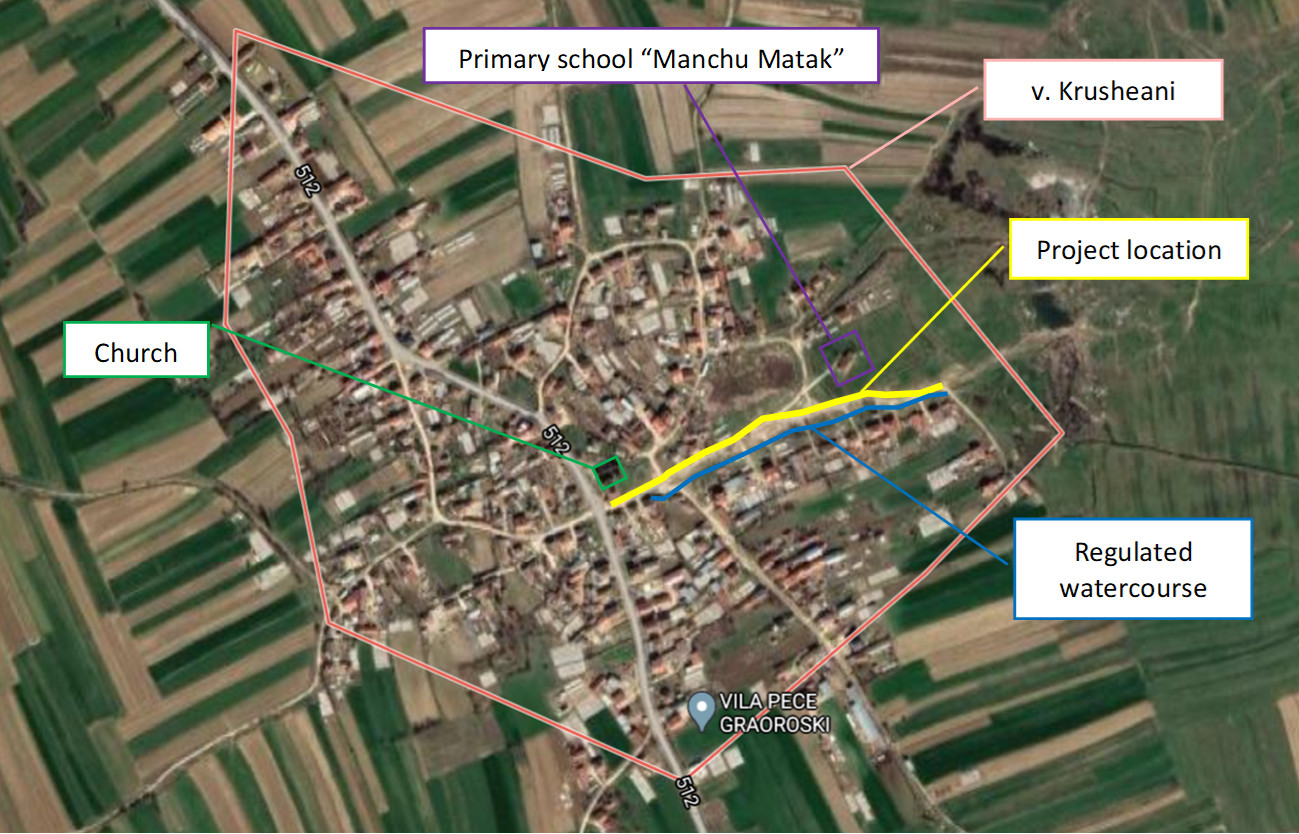 Primary school “Manchu Matak”
v. Krusheani
512
Project location
Church
512
Regulated
watercourse
VILA PECE
GRAOROSKI
512